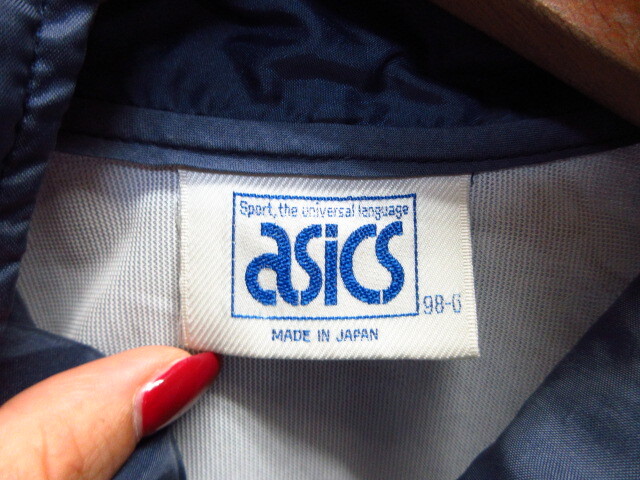 Sport, the universal language
asics
98-6
MADE IN JAPAN